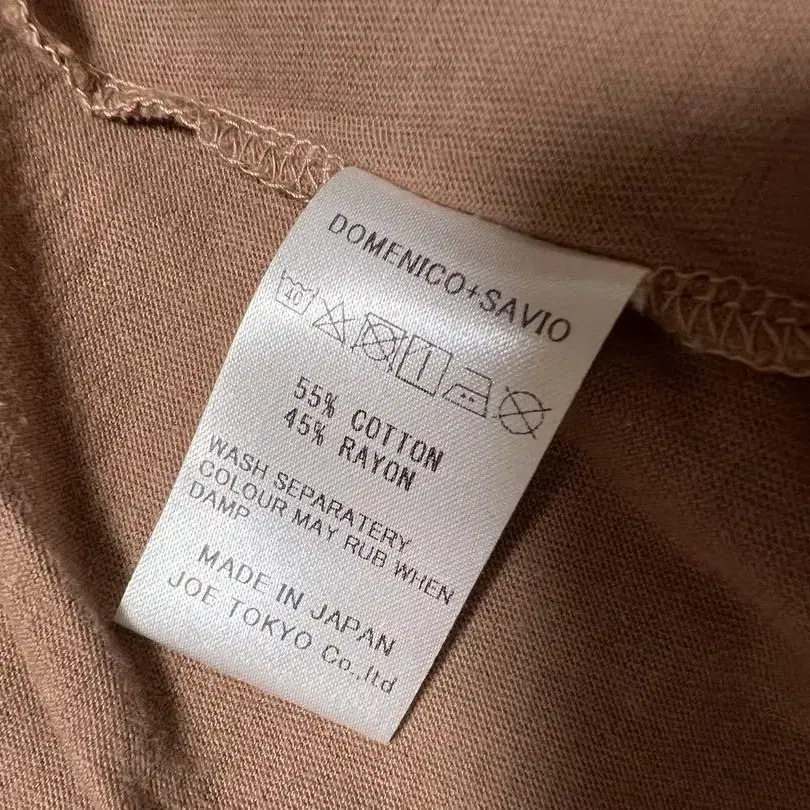 DOMENICO+SAVIO
40
55% COTTON
45% RAYON
WASH SEPARATERY
COLOUR MAY RUB WHEN
DAMP
MADE IN JAPAN
JOE TOKYO Co.,ltd